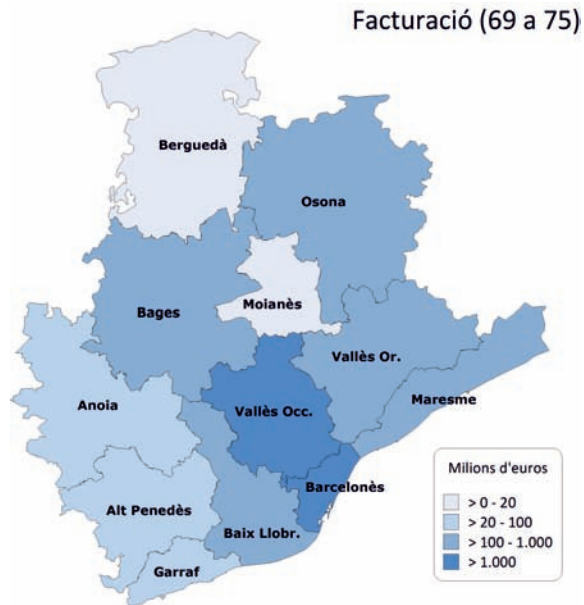 Facturació (69 a 75)
Berguedà
Osona
Moianès
Bages
Vallès Or.
Maresme
Anoia
Vallès Occ.
Barcelonès
Alt Penedès
Baix Llobr.
Garraf
Milions d'euros
> 0 - 20
> 20 - 100
> 100 - 1.000
> 1.000